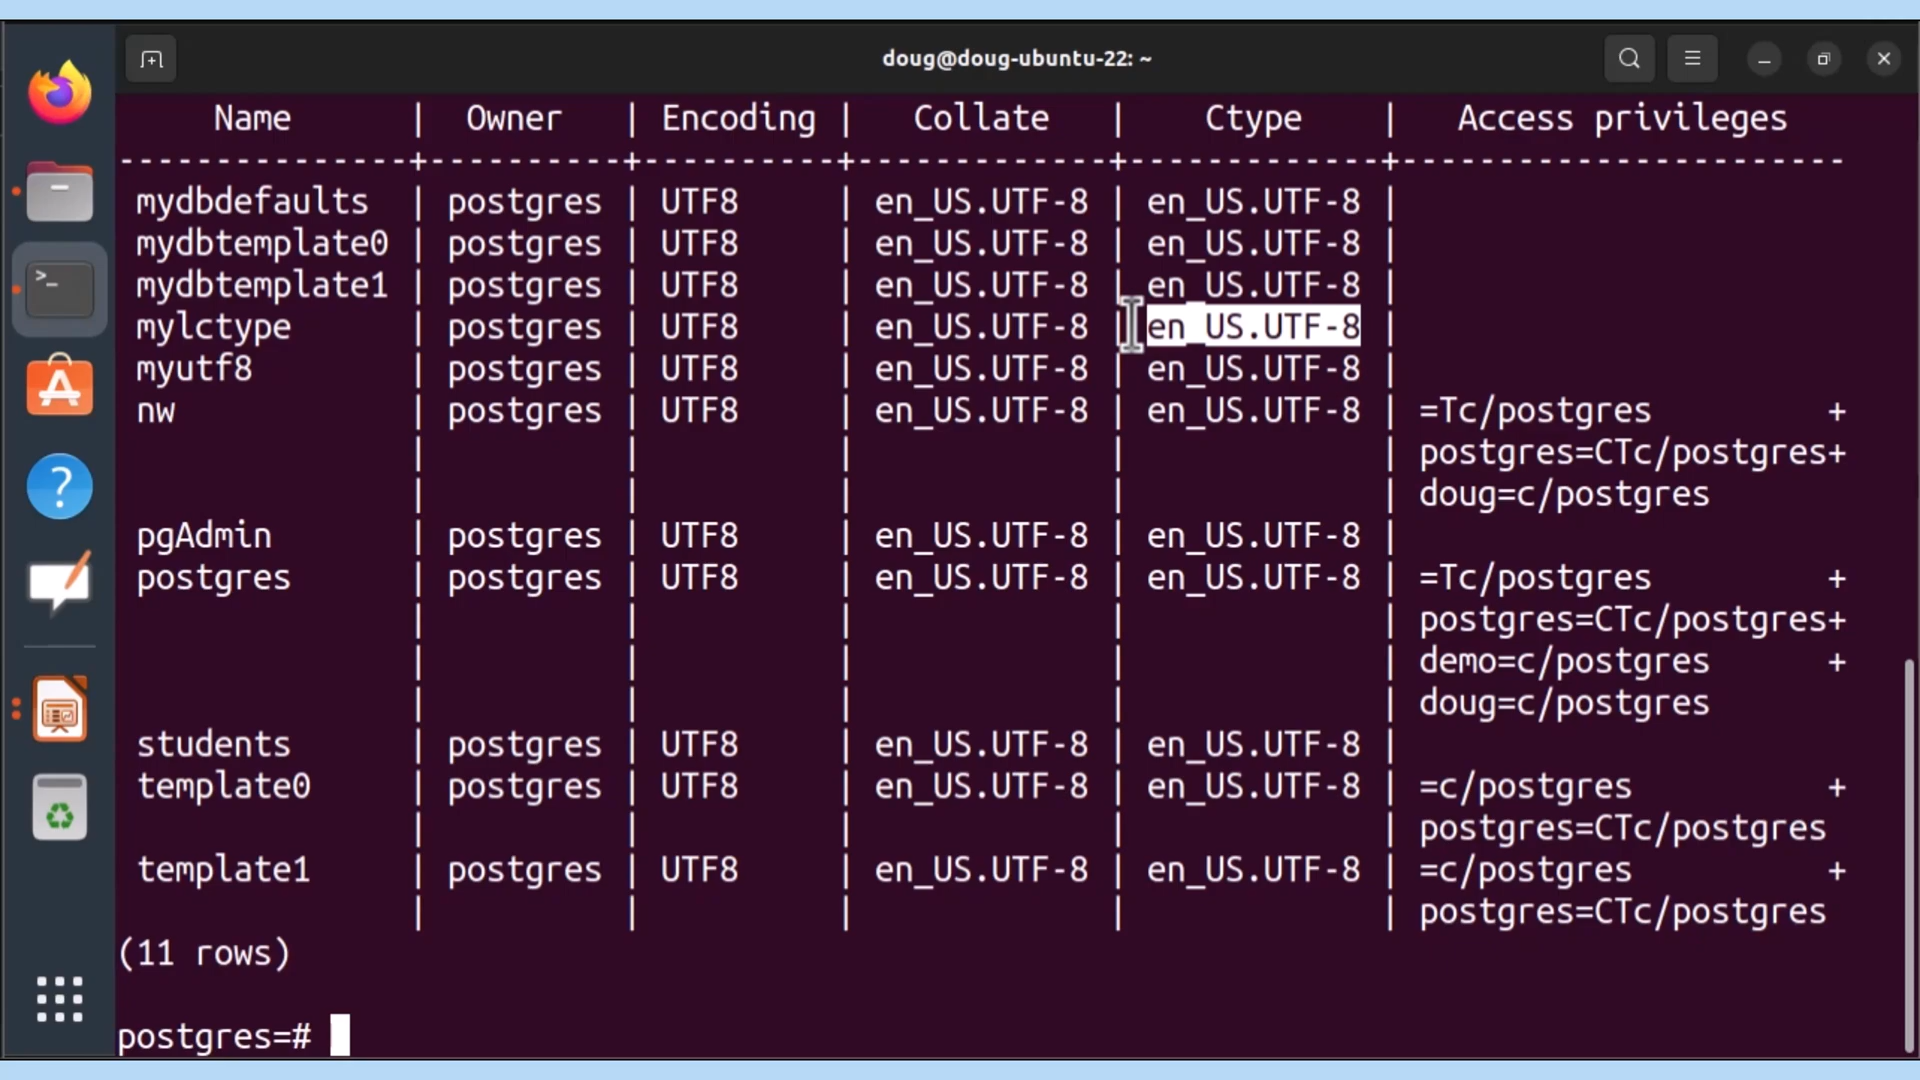 doug@doug-ubuntu-22: ~
     Name      |  Owner   | Encoding |   Collate   |    Ctype    |   Access privileges
---------------+----------+----------+-------------+-------------+-----------------------
 mydbdefaults  | postgres | UTF8     | en_US.UTF-8 | en_US.UTF-8 |
 mydbtemplate0 | postgres | UTF8     | en_US.UTF-8 | en_US.UTF-8 |
 mydbtemplate1 | postgres | UTF8     | en_US.UTF-8 | en_US.UTF-8 |
 mylctype      | postgres | UTF8     | en_US.UTF-8 | en_US.UTF-8 |
 myutf8        | postgres | UTF8     | en_US.UTF-8 | en_US.UTF-8 |
 nw            | postgres | UTF8     | en_US.UTF-8 | en_US.UTF-8 | =Tc/postgres         +
               |          |          |             |             | postgres=CTc/postgres+
               |          |          |             |             | doug=c/postgres
 pgAdmin       | postgres | UTF8     | en_US.UTF-8 | en_US.UTF-8 |
 postgres      | postgres | UTF8     | en_US.UTF-8 | en_US.UTF-8 | =Tc/postgres         +
               |          |          |             |             | postgres=CTc/postgres+
               |          |          |             |             | demo=c/postgres      +
               |          |          |             |             | doug=c/postgres
 students      | postgres | UTF8     | en_US.UTF-8 | en_US.UTF-8 |
 template0     | postgres | UTF8     | en_US.UTF-8 | en_US.UTF-8 | =c/postgres          +
               |          |          |             |             | postgres=CTc/postgres
 template1     | postgres | UTF8     | en_US.UTF-8 | en_US.UTF-8 | =c/postgres          +
               |          |          |             |             | postgres=CTc/postgres
(11 rows)
postgres=#